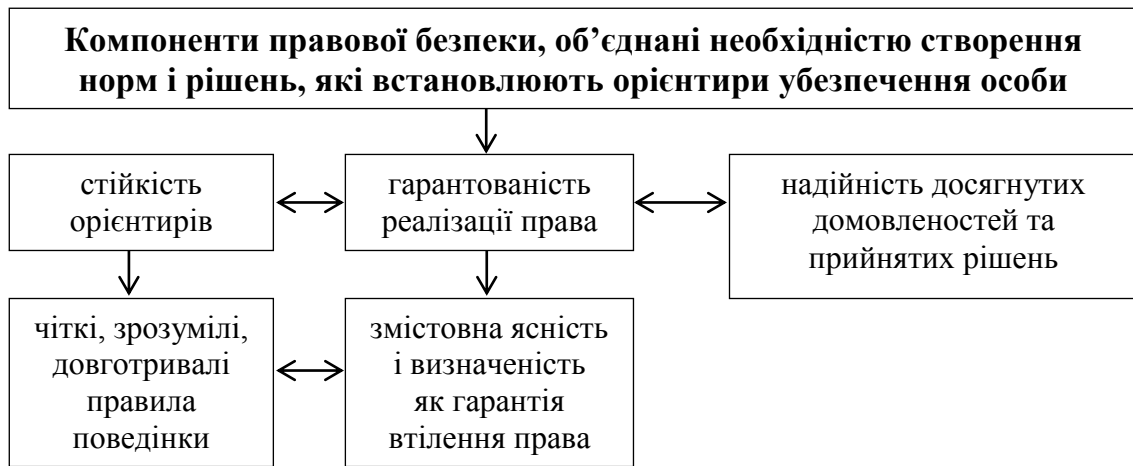 Компоненти правової безпеки, об’єднані необхідністю створення
норм і рішень, які встановлюють орієнтири убезпечення особи
стійкість
орієнтирів
гарантованість
реалізації права
надійність досягнутих
домовленостей та
прийнятих рішень
чіткі, зрозумілі,
довготривалі
правила
поведінки
змістовна ясність
і визначеність
як гарантія
втілення права